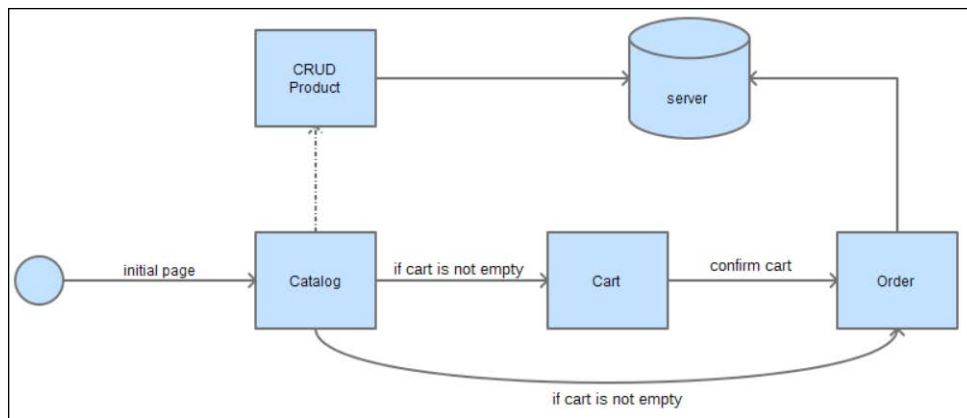 CRUD
Product
server
initial page
Catalog
if cart is not empty
Cart
confirm cart
Order
if cart is not empty